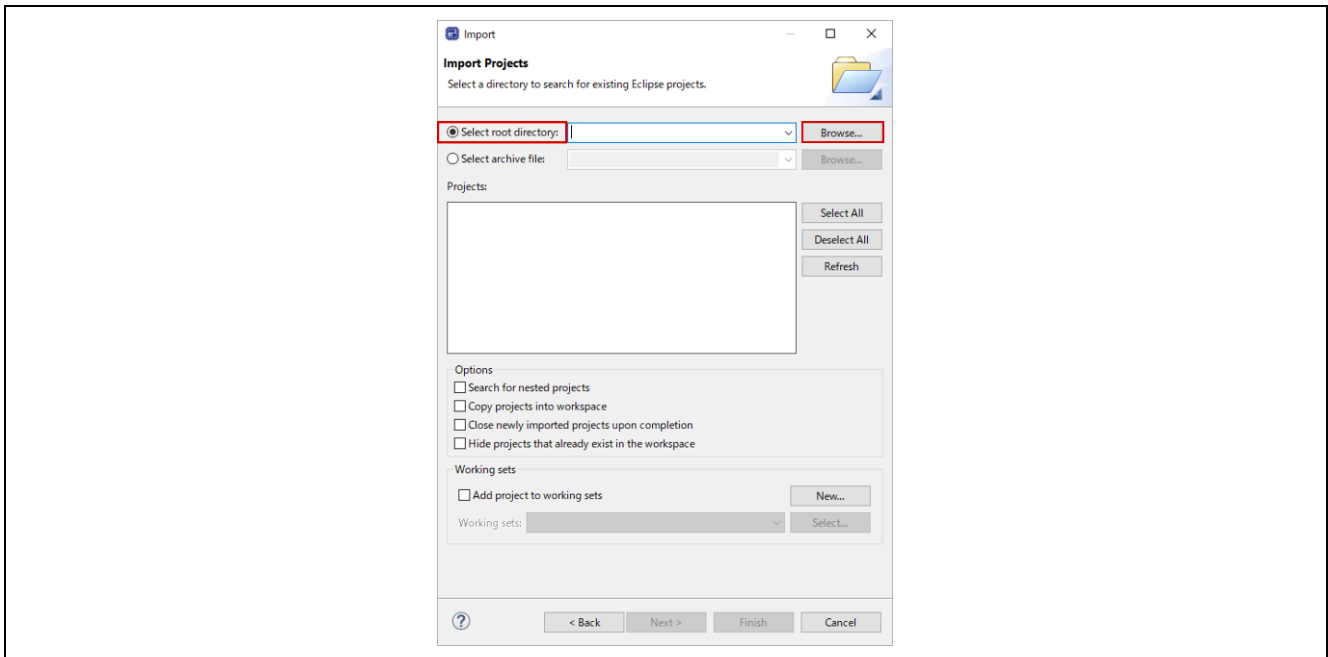 Import
Import Projects
Select a directory to search for existing Eclipse projects.
Select root directory: Browse...
Select archive file: Browse...
Projects:
Select All
Deselect All
Refresh
Options
Search for nested projects
Copy projects into workspace
Close newly imported projects upon completion
Hide projects that already exist in the workspace
Working sets
Add project to working sets New...
Working sets: Select...
? < Back Next > Finish Cancel